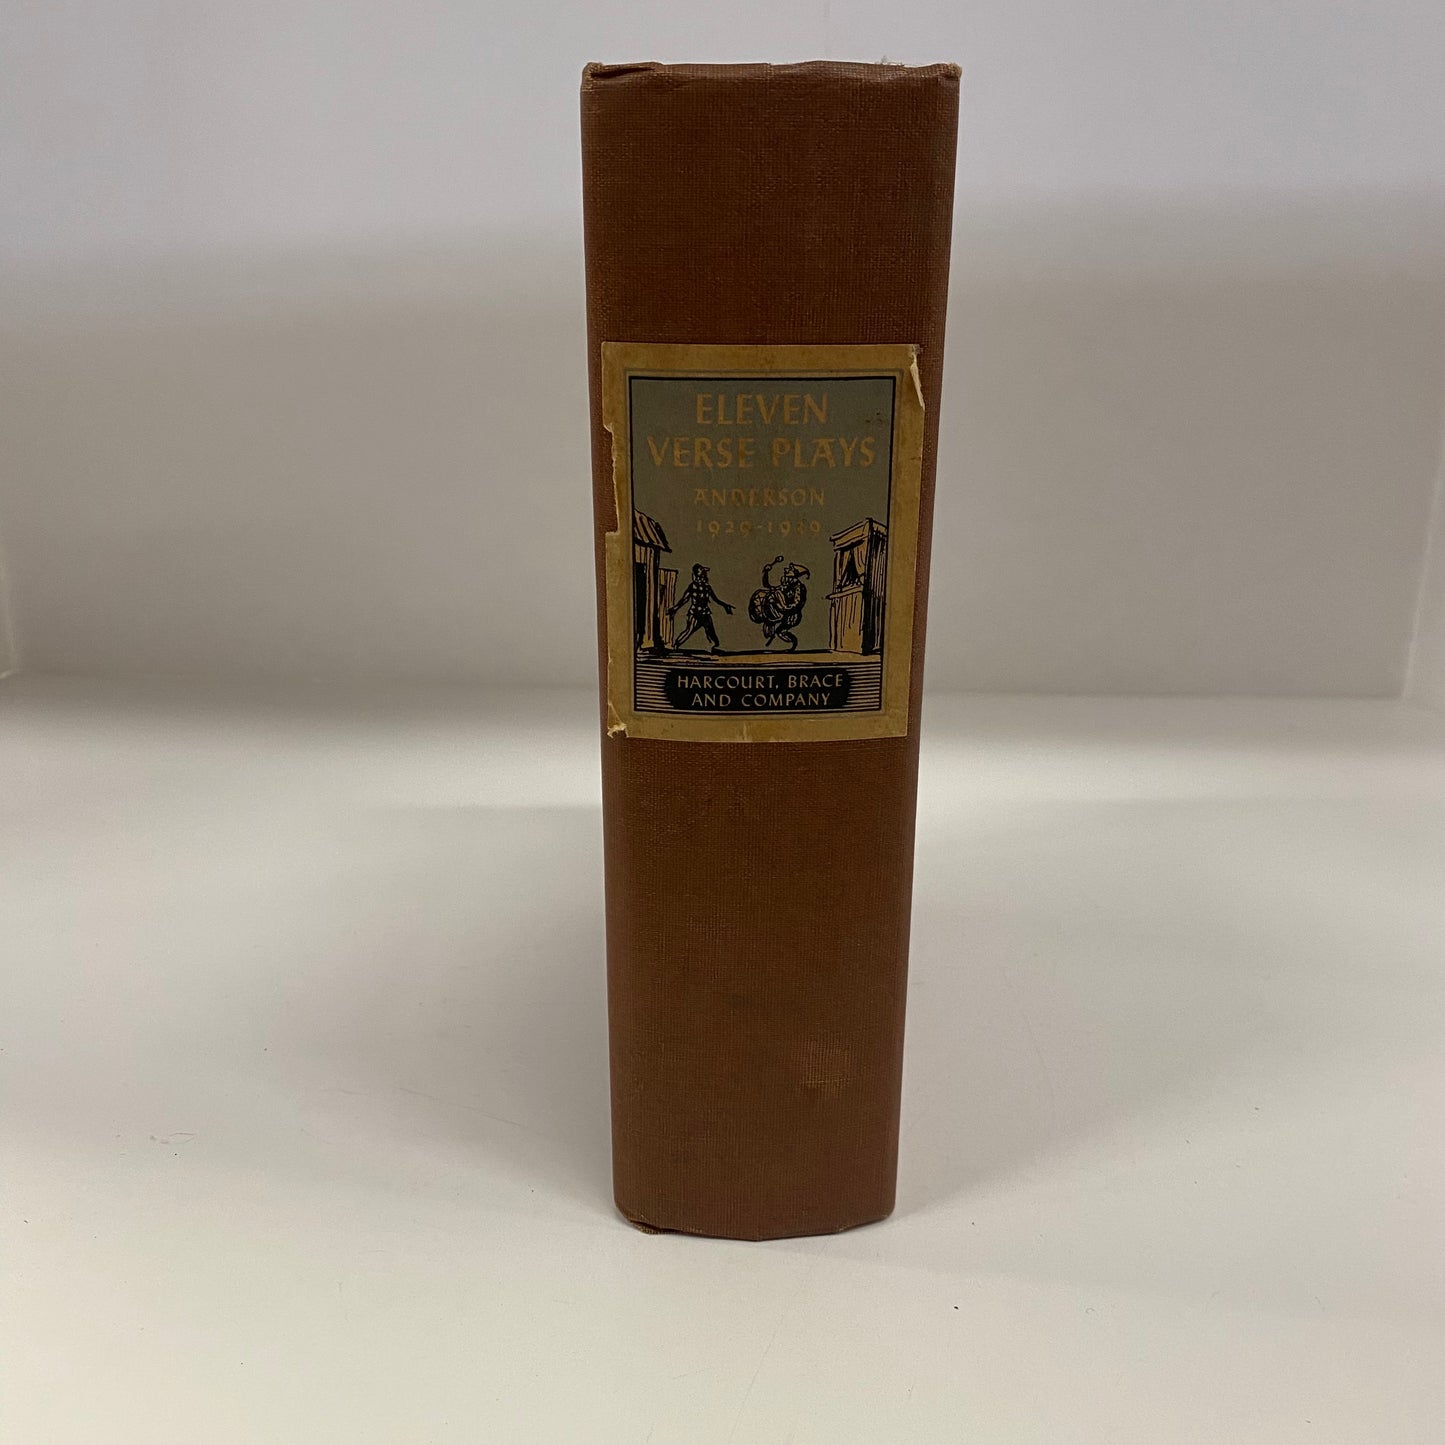 ELEVEN
VERSE PLAYS
ANDERSON
1929-1939
HARCOURT, BRACE
AND COMPANY